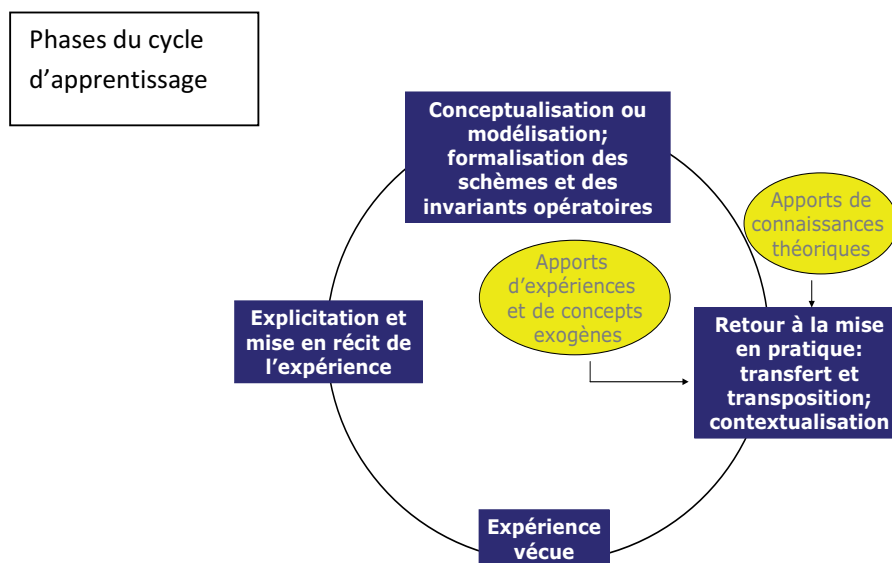 Phases du cycle
d’apprentissage
Conceptualisation ou
modélisation;
formalisation des
schèmes et des
invariants opératoires
Apports de
connaissances
théoriques
Apports
d’expériences
et de concepts
exogènes
Explicitation et
mise en récit de
l’expérience
Retour à la mise
en pratique:
transfert et
transposition;
contextualisation
Expérience
vécue